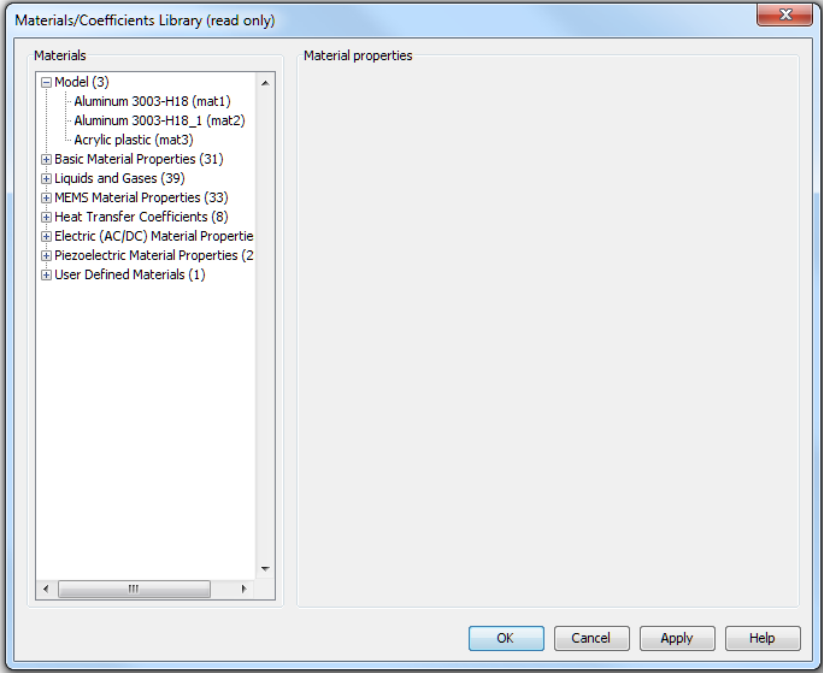 Materials/Coefficients Library (read only)
Materials
Material properties
Model (3)
Aluminum 3003-H18 (mat1)
Aluminum 3003-H18_1 (mat2)
Acrylic plastic (mat3)
Basic Material Properties (31)
Liquids and Gases (39)
MEMS Material Properties (33)
Heat Transfer Coefficients (8)
Electric (AC/DC) Material Propertie
Piezoelectric Material Properties (2
User Defined Materials (1)
OK Cancel Apply Help